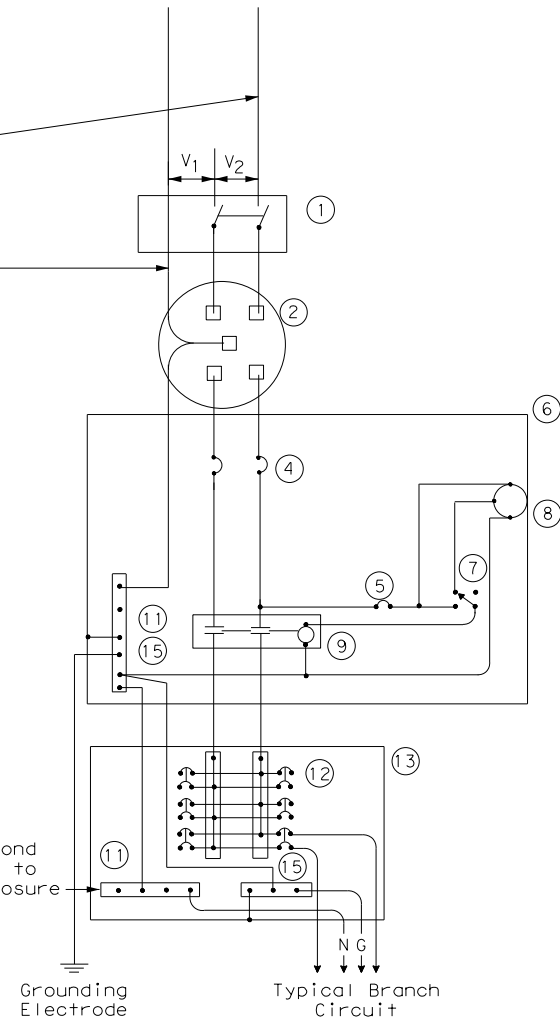 V1 V2
1
2
6
4
8
7
5
11
9
15
13
12
11
15
ond
to
osure
N G
Grounding
Electrode
Typical Branch
Circuit